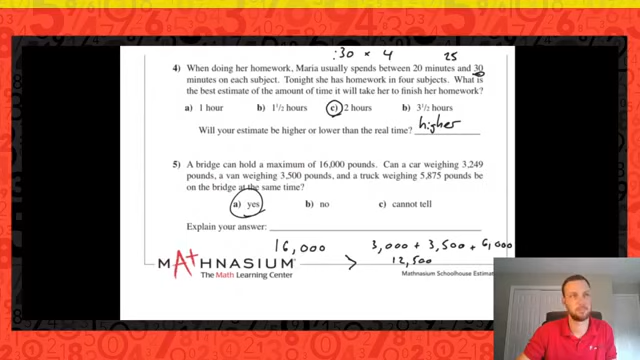 :30 × 4 25
4) When doing her homework, Maria usually spends between 20 minutes and 30
minutes on each subject. Tonight she has homework in four subjects. What is
the best estimate of the amount of time it will take her to finish her homework?
a) 1 hour b) 1 1/2 hours c) 2 hours b) 3 1/2 hours
Will your estimate be higher or lower than the real time? higher
5) A bridge can hold a maximum of 16,000 pounds. Can a car weighing 3,249
pounds, a van weighing 3,500 pounds, and a truck weighing 5,875 pounds be
on the bridge at the same time?
a) yes b) no c) cannot tell
Explain your answer:
16,000 > 3,000 + 3,500 + 6,000
12,500
MA+HNASIUM
The Math Learning Center
Mathnasium Schoolhouse Estimat